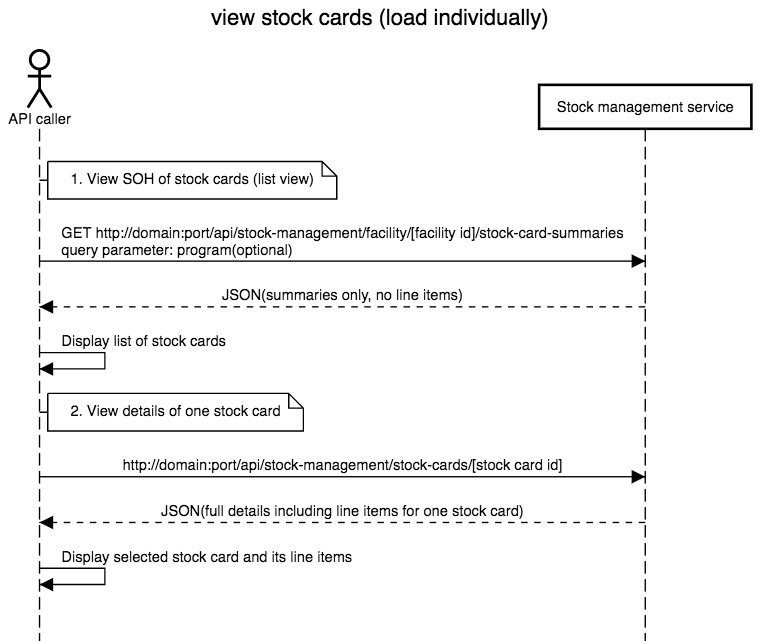 view stock cards (load individually)
API caller
Stock management service
1. View SOH of stock cards (list view)
GET http://domain:port/api/stock-management/facility/[facility id]/stock-card-summaries
query parameter: program(optional)
JSON(summaries only, no line items)
Display list of stock cards
2. View details of one stock card
http://domain:port/api/stock-management/stock-cards/[stock card id]
JSON(full details including line items for one stock card)
Display selected stock card and its line items